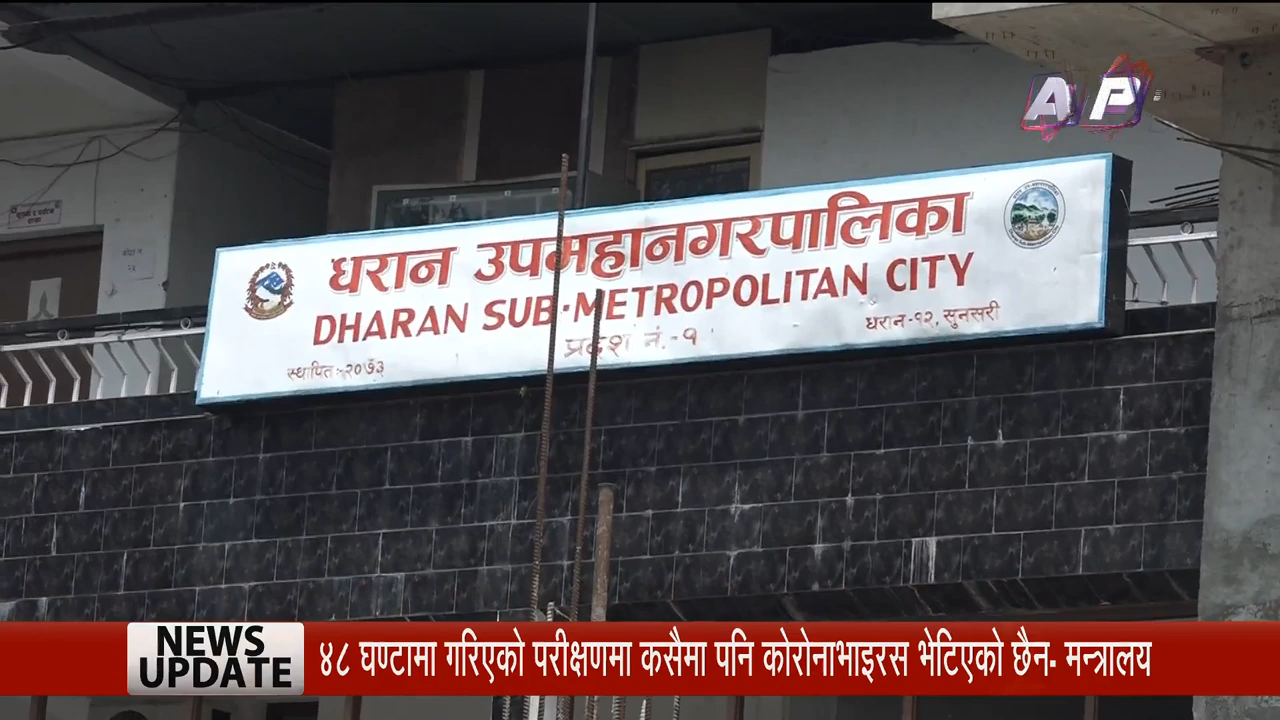 AP
धरान उपमहानगरपालिका
DHARAN SUB-METROPOLITAN CITY
प्रदेश नं.-१
धरान-१२, सुनसरी
स्थापित:-२०७३
NEWS UPDATE
४८ घण्टामा गरिएको परीक्षणमा कसैमा पनि कोरोनाभाइरस भेटिएको छैन- मन्त्रालय